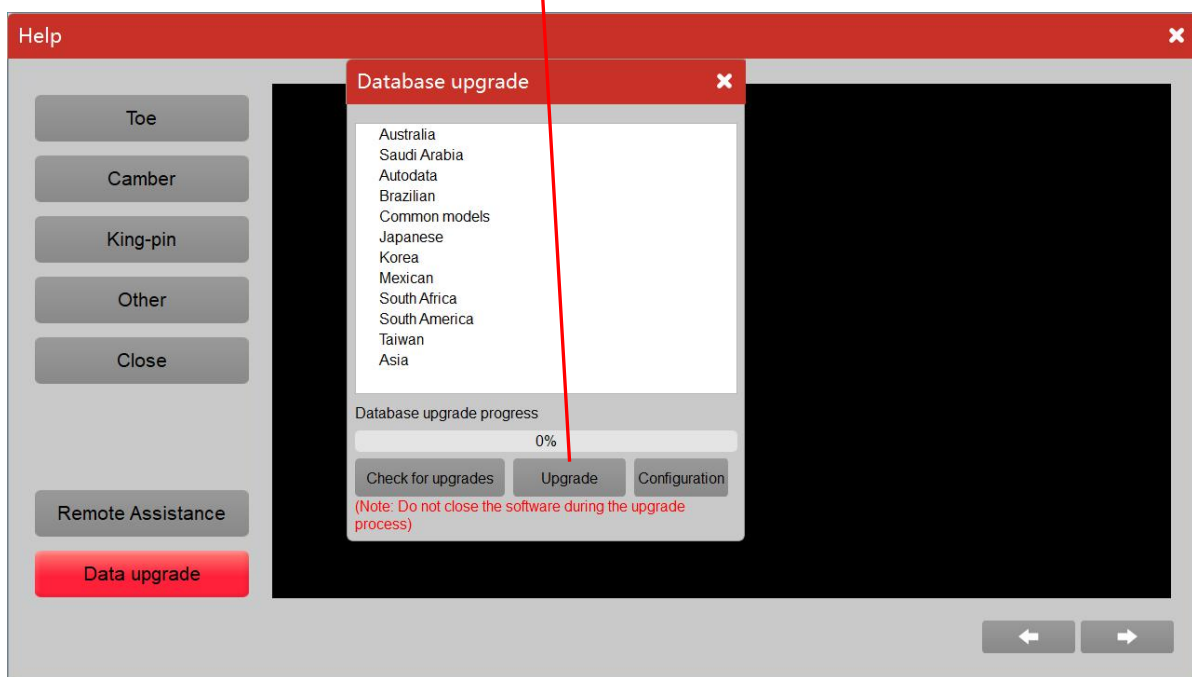 Help
Toe
Camber
King-pin
Other
Close
Remote Assistance
Data upgrade
Database upgrade
Australia
Saudi Arabia
Autodata
Brazilian
Common models
Japanese
Korea
Mexican
South Africa
South America
Taiwan
Asia
Database upgrade progress
0%
Check for upgrades
Upgrade
Configuration
(Note: Do not close the software during the upgrade
process)